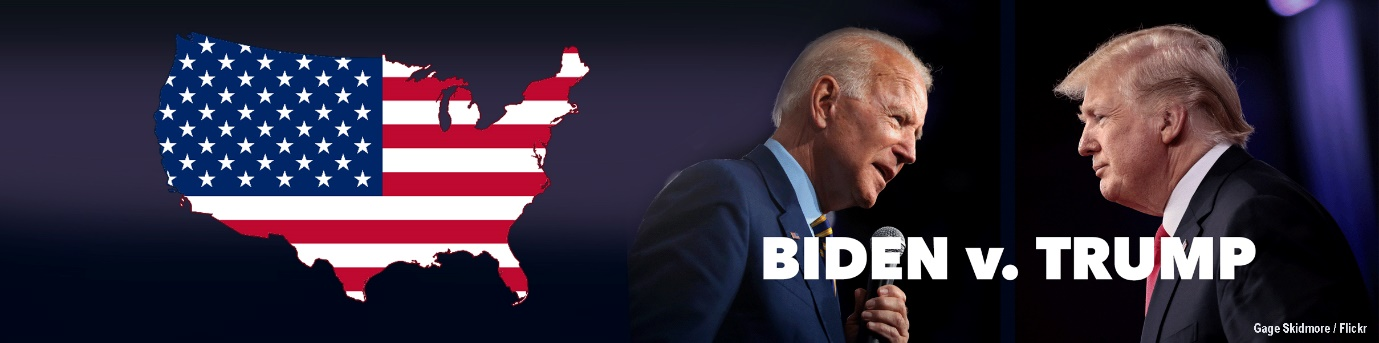 BIDEN v. TRUMP
Gage Skidmore / Flickr